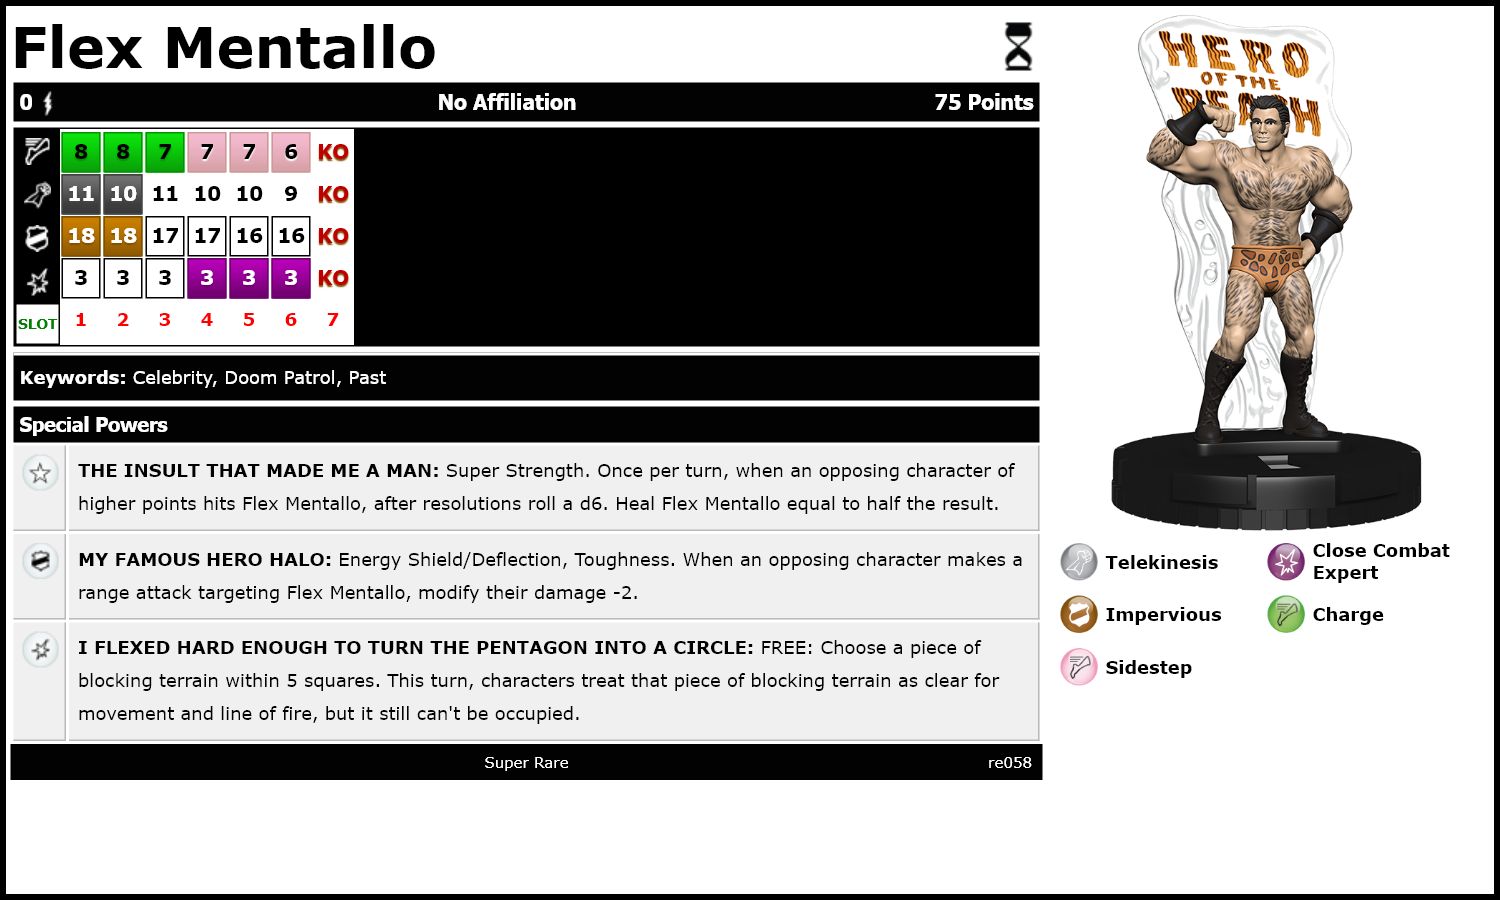 Flex Mentallo
0 No Affiliation 75 Points
8 8 7 7 7 6 KO
11 10 11 10 10 9 KO
18 18 17 17 16 16 KO
3 3 3 3 3 3 KO
SLOT 1 2 3 4 5 6 7
Keywords: Celebrity, Doom Patrol, Past
Special Powers
THE INSULT THAT MADE ME A MAN: Super Strength. Once per turn, when an opposing character of
higher points hits Flex Mentallo, after resolutions roll a d6. Heal Flex Mentallo equal to half the result.
MY FAMOUS HERO HALO: Energy Shield/Deflection, Toughness. When an opposing character makes a
range attack targeting Flex Mentallo, modify their damage -2.
I FLEXED HARD ENOUGH TO TURN THE PENTAGON INTO A CIRCLE: FREE: Choose a piece of
blocking terrain within 5 squares. This turn, characters treat that piece of blocking terrain as clear for
movement and line of fire, but it still can't be occupied.
Super Rare re058
HERO
OF THE
BEACH
Telekinesis
Close Combat
Expert
Impervious
Charge
Sidestep